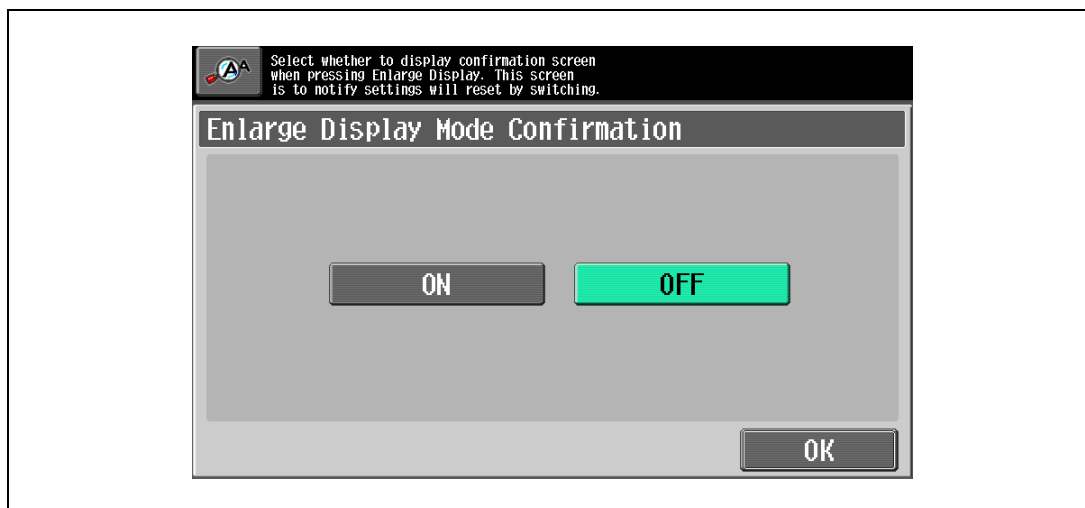 AA
Select whether to display confirmation screen
when pressing Enlarge Display. This screen
is to notify settings will reset by switching.
Enlarge Display Mode Confirmation
ON OFF
OK